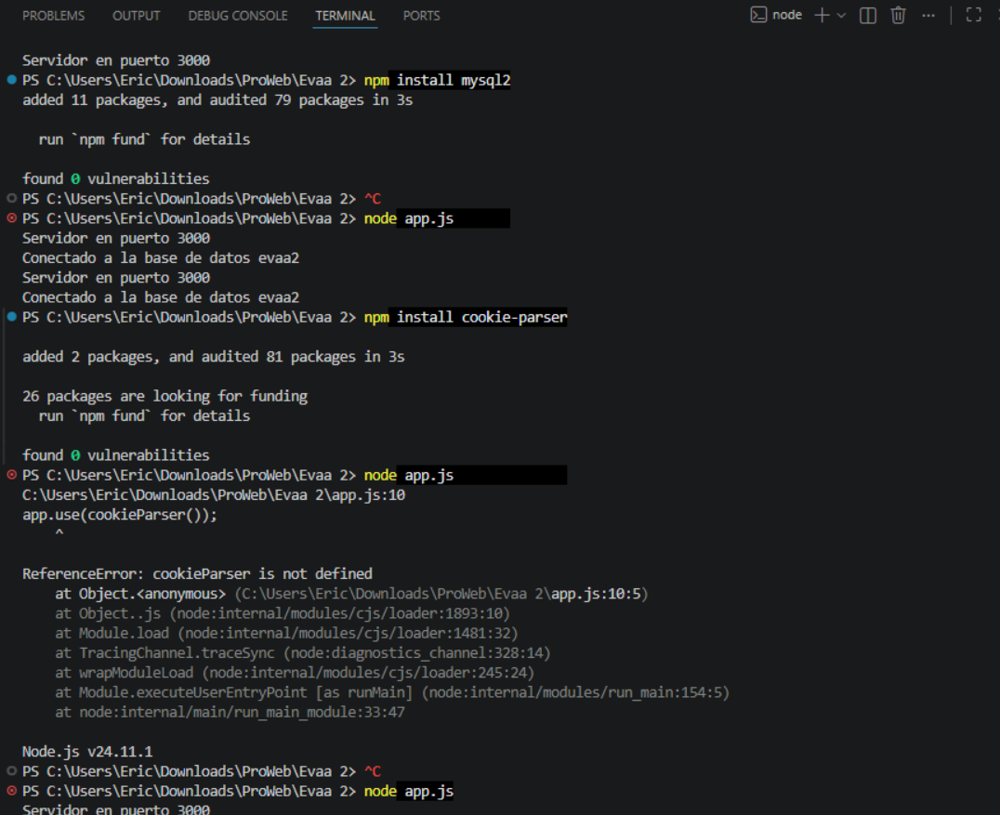 PROBLEMS OUTPUT DEBUG CONSOLE TERMINAL PORTS node
Servidor en puerto 3000
PS C:\Users\Eric\Downloads\ProWeb\Evaa 2> npm install mysql2
added 11 packages, and audited 79 packages in 3s
run `npm fund` for details
found 0 vulnerabilities
PS C:\Users\Eric\Downloads\ProWeb\Evaa 2> ^C
PS C:\Users\Eric\Downloads\ProWeb\Evaa 2> node app.js
Servidor en puerto 3000
Conectado a la base de datos evaa2
Servidor en puerto 3000
Conectado a la base de datos evaa2
PS C:\Users\Eric\Downloads\ProWeb\Evaa 2> npm install cookie-parser
added 2 packages, and audited 81 packages in 3s
26 packages are looking for funding
run `npm fund` for details
found 0 vulnerabilities
PS C:\Users\Eric\Downloads\ProWeb\Evaa 2> node app.js
C:\Users\Eric\Downloads\ProWeb\Evaa 2\app.js:10
app.use(cookieParser());
^
ReferenceError: cookieParser is not defined
at Object.<anonymous> (C:\Users\Eric\Downloads\ProWeb\Evaa 2\app.js:10:5)
at Object..js (node:internal/modules/cjs/loader:1893:10)
at Module.load (node:internal/modules/cjs/loader:1481:32)
at TracingChannel.traceSync (node:diagnostics_channel:328:14)
at wrapModuleLoad (node:internal/modules/cjs/loader:245:24)
at Module.executeUserEntryPoint [as runMain] (node:internal/modules/run_main:154:5)
at node:internal/main/run_main_module:33:47
Node.js v24.11.1
PS C:\Users\Eric\Downloads\ProWeb\Evaa 2> ^C
PS C:\Users\Eric\Downloads\ProWeb\Evaa 2> node app.js
Servidor en puerto 3000